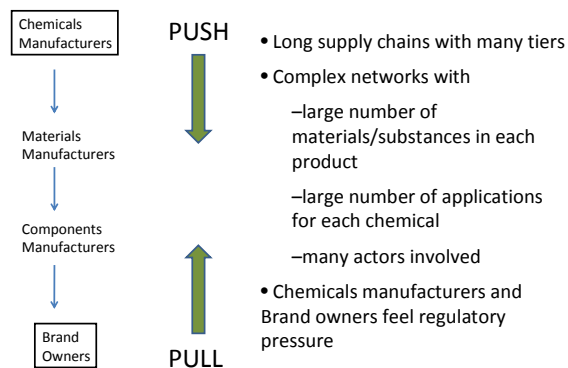 Chemicals
Manufacturers
Materials
Manufacturers
Components
Manufacturers
Brand
Owners
PUSH
PULL
• Long supply chains with many tiers
• Complex networks with
–large number of
materials/substances in each
product
–large number of applications
for each chemical
–many actors involved
• Chemicals manufacturers and
Brand owners feel regulatory
pressure